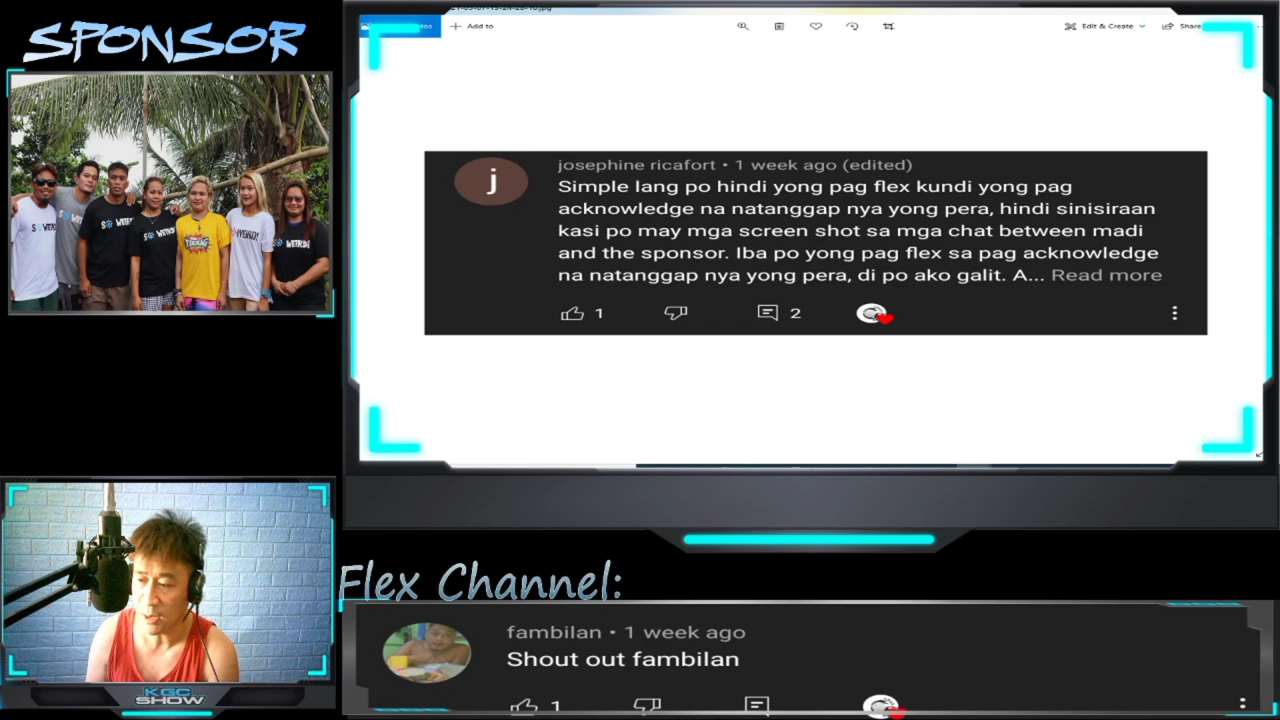 SPONSOR
Add to
Edit & Create
Share
josephine ricafort • 1 week ago (edited)
Simple lang po hindi yong pag flex kundi yong pag
acknowledge na natanggap nya yong pera, hindi sinisiraan
kasi po may mga screen shot sa mga chat between madi
and the sponsor. Iba po yong pag flex sa pag acknowledge
na natanggap nya yong pera, di po ako galit. A... Read more
1
2
Flex Channel:
fambilan • 1 week ago
Shout out fambilan
1
KGC
SHOW